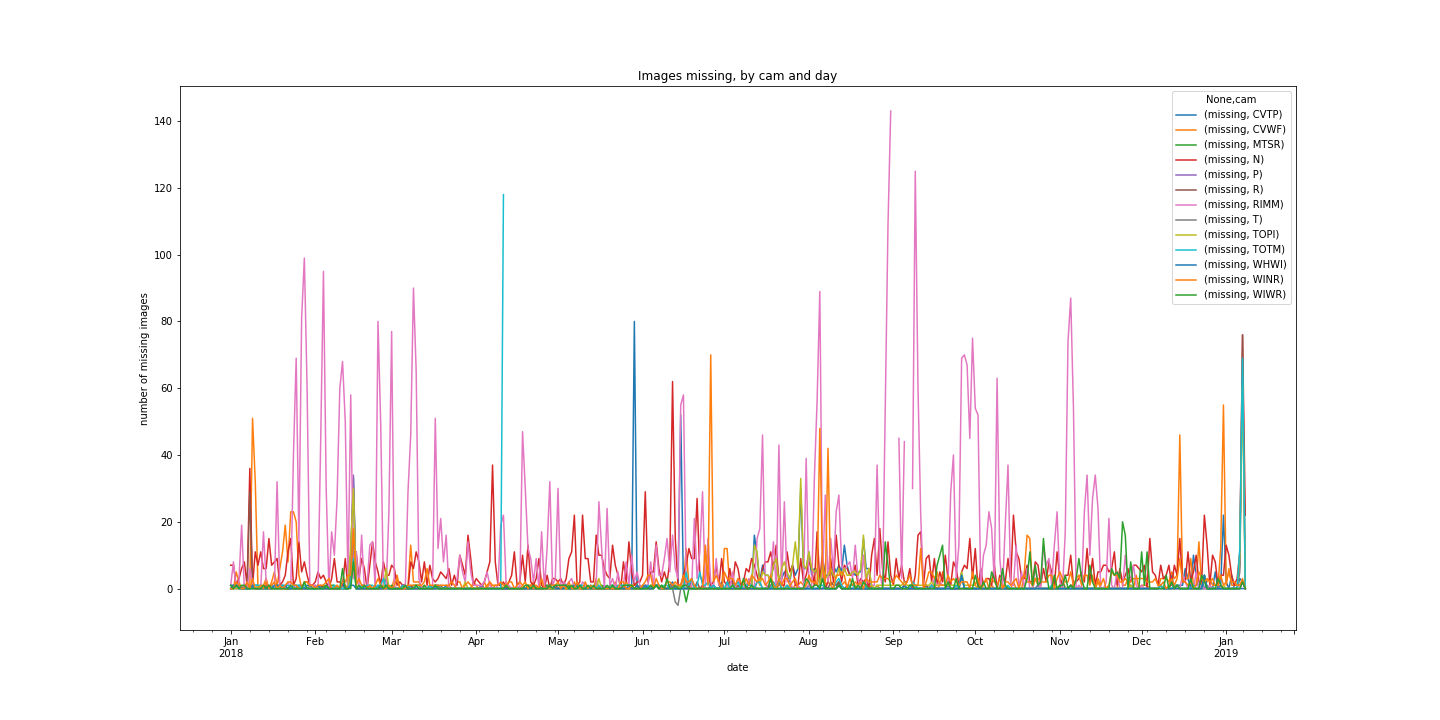 Images missing, by cam and day
None,cam
(missing, CVTP)
(missing, CVWF)
(missing, MTSR)
(missing, N)
(missing, P)
(missing, R)
(missing, RIMM)
(missing, T)
(missing, TOPI)
(missing, TOTM)
(missing, WHWI)
(missing, WINR)
(missing, WIWR)
number of missing images
140
120
100
80
60
40
20
0
Jan Feb Mar Apr May Jun Jul Aug Sep Oct Nov Dec Jan
2018 2019
date